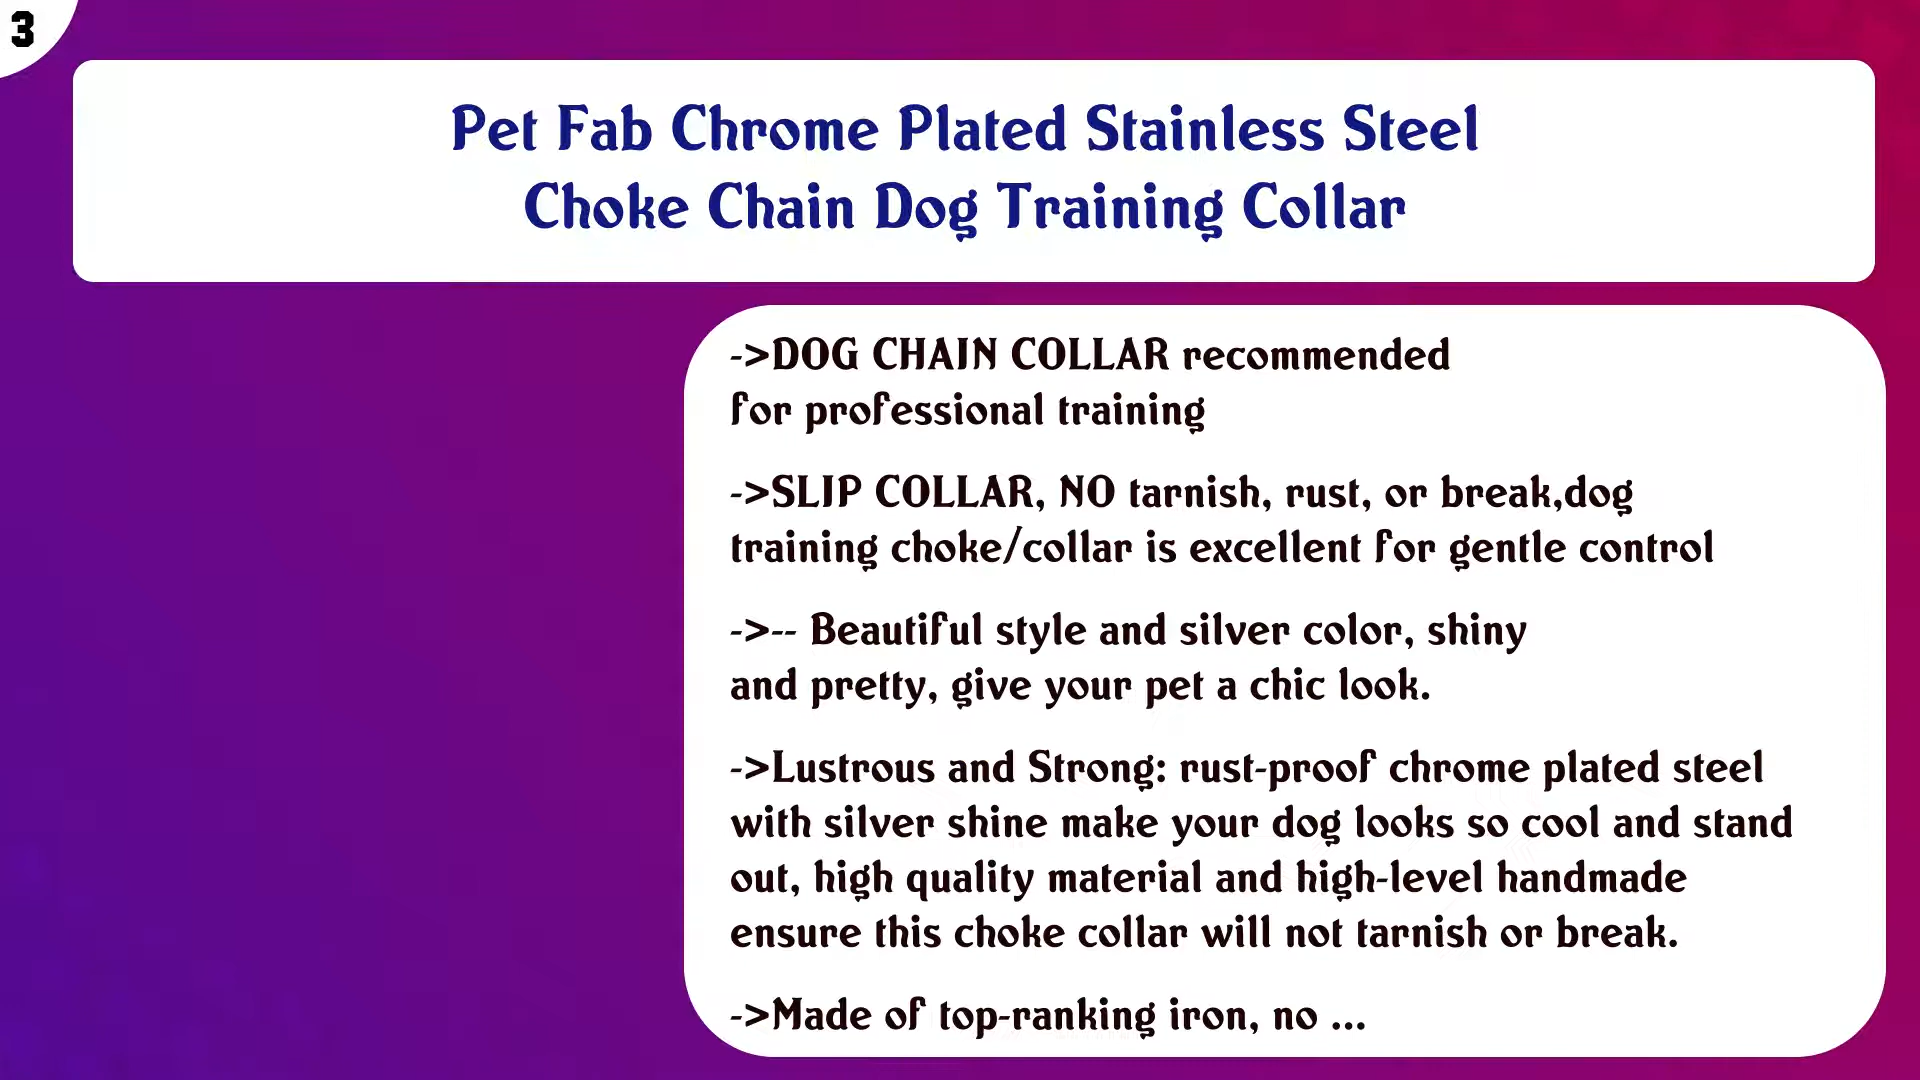 3
Pet Fab Chrome Plated Stainless Steel
Choke Chain Dog Training Collar
->DOG CHAIN COLLAR recommended
for professional training
->SLIP COLLAR, NO tarnish, rust, or break,dog
training choke/collar is excellent for gentle control
->-- Beautiful style and silver color, shiny
and pretty, give your pet a chic look.
->Lustrous and Strong: rust-proof chrome plated steel
with silver shine make your dog looks so cool and stand
out, high quality material and high-level handmade
ensure this choke collar will not tarnish or break.
->Made of top-ranking iron, no ...